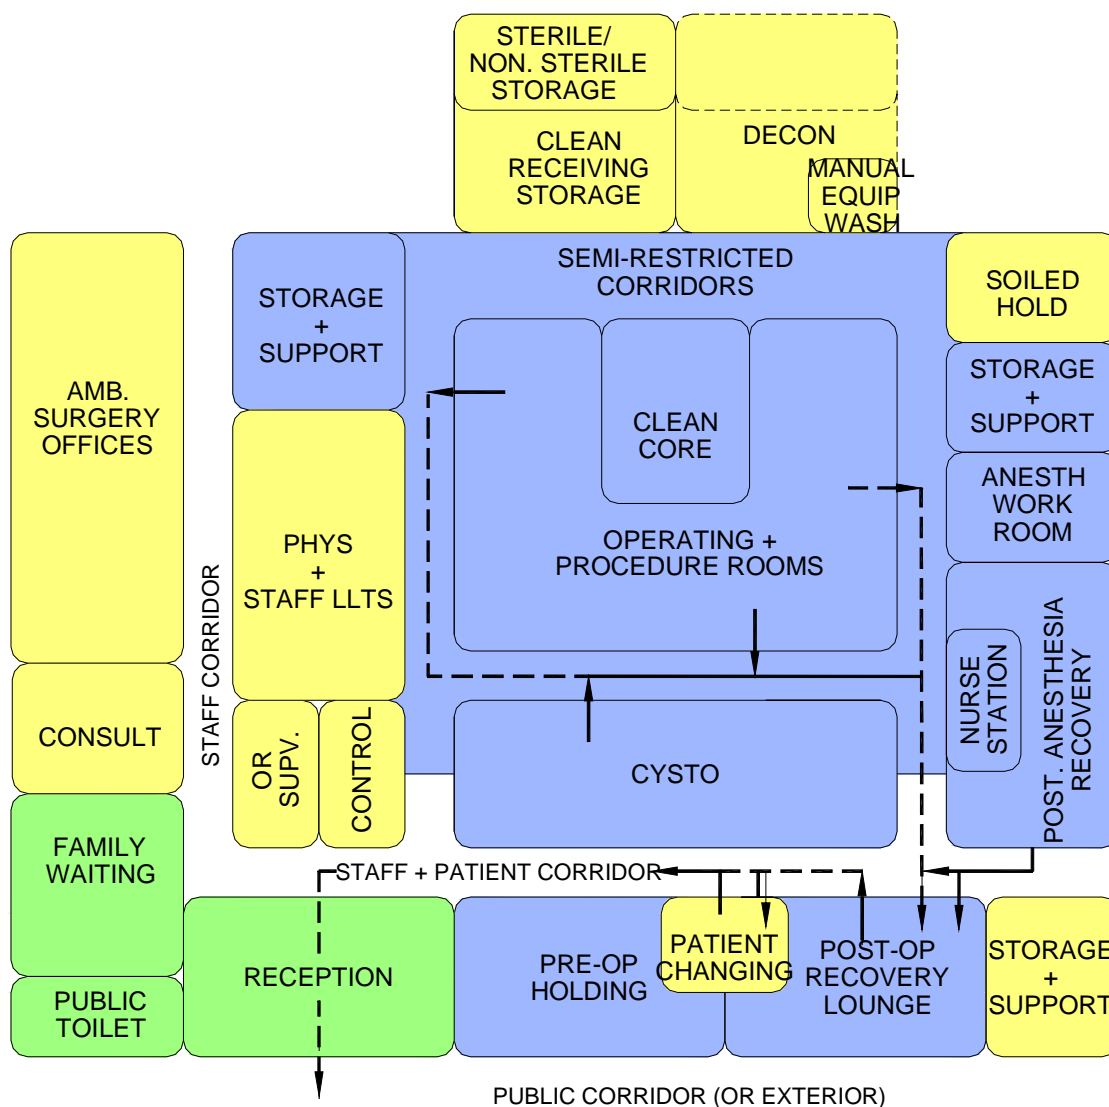 STERILE/
NON. STERILE
STORAGE
CLEAN
RECEIVING
STORAGE
DECON
MANUAL
EQUIP
WASH
SEMI-RESTRICTED
CORRIDORS
STORAGE
+
SUPPORT
SOILED
HOLD
AMB.
SURGERY
OFFICES
CLEAN
CORE
STORAGE
+
SUPPORT
ANESTH
WORK
ROOM
PHYS
+
STAFF LLTS
OPERATING +
PROCEDURE ROOMS
STAFF CORRIDOR
NURSE
STATION
POST. ANESTHESIA
RECOVERY
CONSULT
OR
SUPV.
CONTROL
CYSTO
FAMILY
WAITING
STAFF + PATIENT CORRIDOR
RECEPTION
PRE-OP
HOLDING
PATIENT
CHANGING
POST-OP
RECOVERY
LOUNGE
STORAGE
+
SUPPORT
PUBLIC
TOILET
PUBLIC CORRIDOR (OR EXTERIOR)